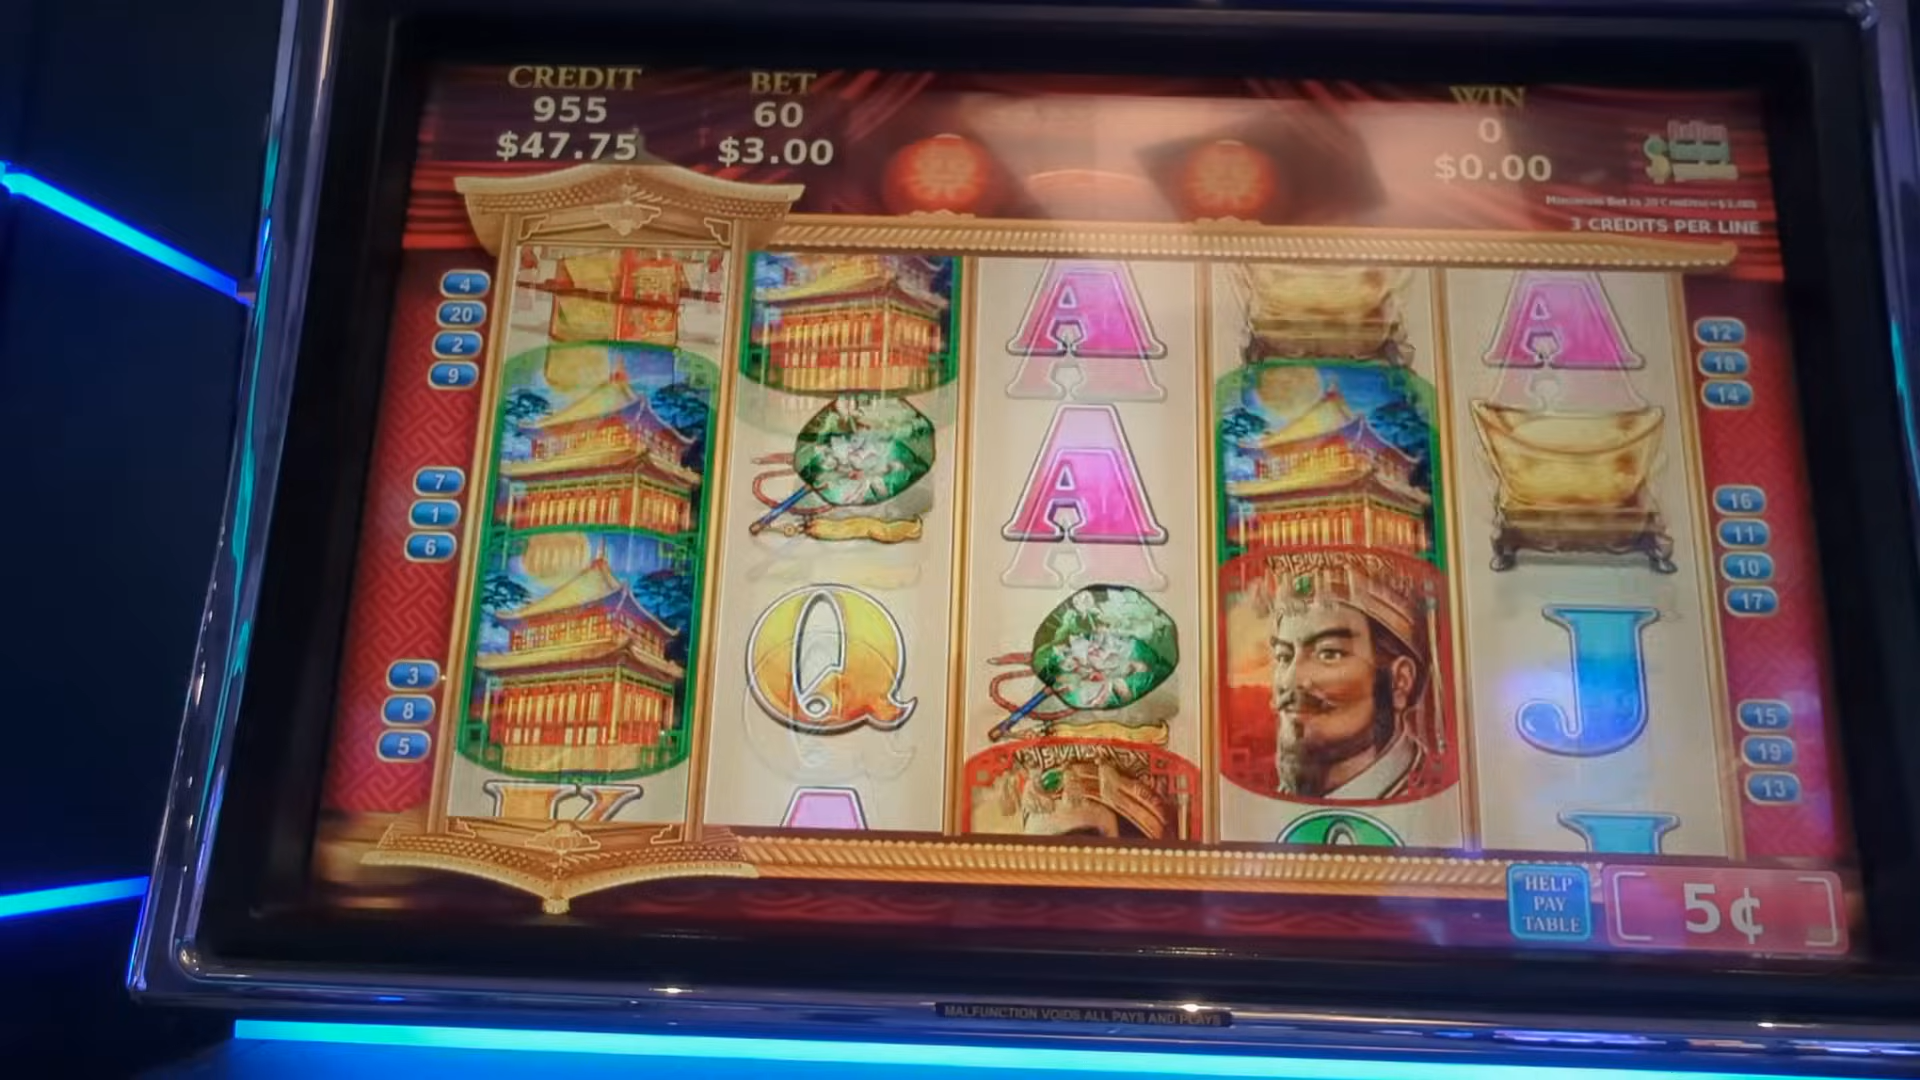 CREDIT
955
$47.75
BET
60
$3.00
WIN
0
$0.00
3 CREDITS PER LINE
4
20
2
9
7
1
6
3
8
5
12
18
14
16
11
10
17
15
19
13
A
A
A
A
Q
J
HELP
PAY
TABLE
5¢
MALFUNCTION VOIDS ALL PAYS AND PLAYS